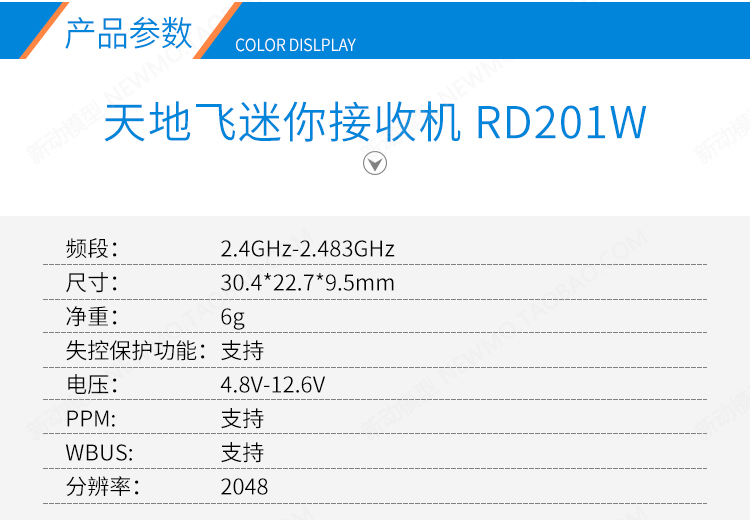 产品参数
COLOR DISLPLAY
天地飞迷你接收机 RD201W
频段： 2.4GHz-2.483GHz
尺寸： 30.4*22.7*9.5mm
净重： 6g
失控保护功能： 支持
电压： 4.8V-12.6V
PPM: 支持
WBUS: 支持
分辨率： 2048